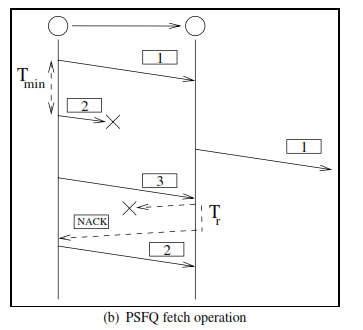 1
T min
2
1
3
T r
NACK
2
(b) PSFQ fetch operation